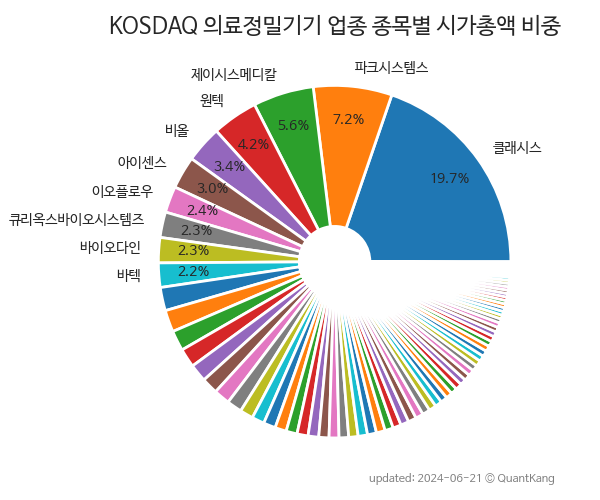 KOSDAQ 의료정밀기기 업종 종목별 시가총액 비중
클래시스
19.7%
파크시스템스
7.2%
제이시스메디칼
5.6%
원텍
4.2%
비올
3.4%
아이센스
3.0%
이오플로우
2.4%
큐리옥스바이오시스템즈
2.3%
바이오다인
2.3%
바텍
2.2%
updated: 2024-06-21 © QuantKang